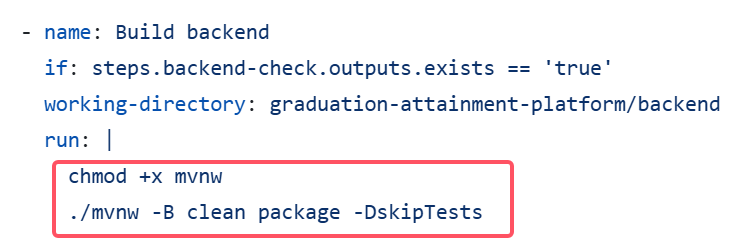 - name: Build backend
  if: steps.backend-check.outputs.exists == 'true'
  working-directory: graduation-attainment-platform/backend
  run: |
    chmod +x mvnw
    ./mvnw -B clean package -DskipTests